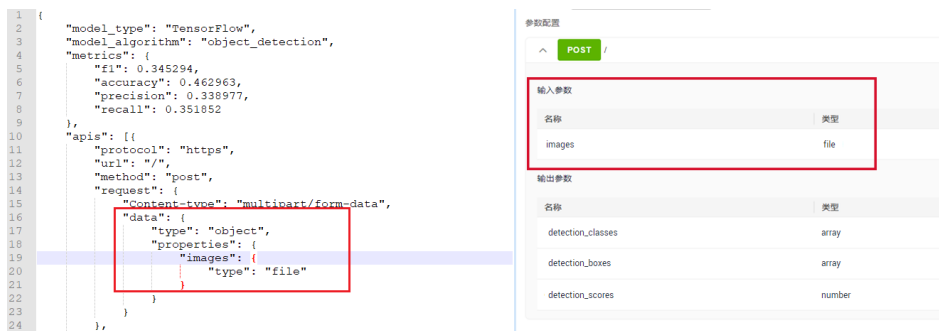 1 {
2 "model_type": "TensorFlow",
3 "model_algorithm": "object_detection",
4 "metrics": {
5 "f1": 0.345294,
6 "accuracy": 0.462963,
7 "precision": 0.338977,
8 "recall": 0.351852
9 },
10 "apis": [{
11 "protocol": "https",
12 "url": "/",
13 "method": "post",
14 "request": {
15 "Content-type": "multipart/form-data",
16 "data": {
17 "type": "object",
18 "properties": {
19 "images": {
20 "type": "file"
21 }
22 }
23 }
24 },
参数配置
POST /
输入参数
名称 类型
images file
输出参数
名称 类型
detection_classes array
detection_boxes array
detection_scores number